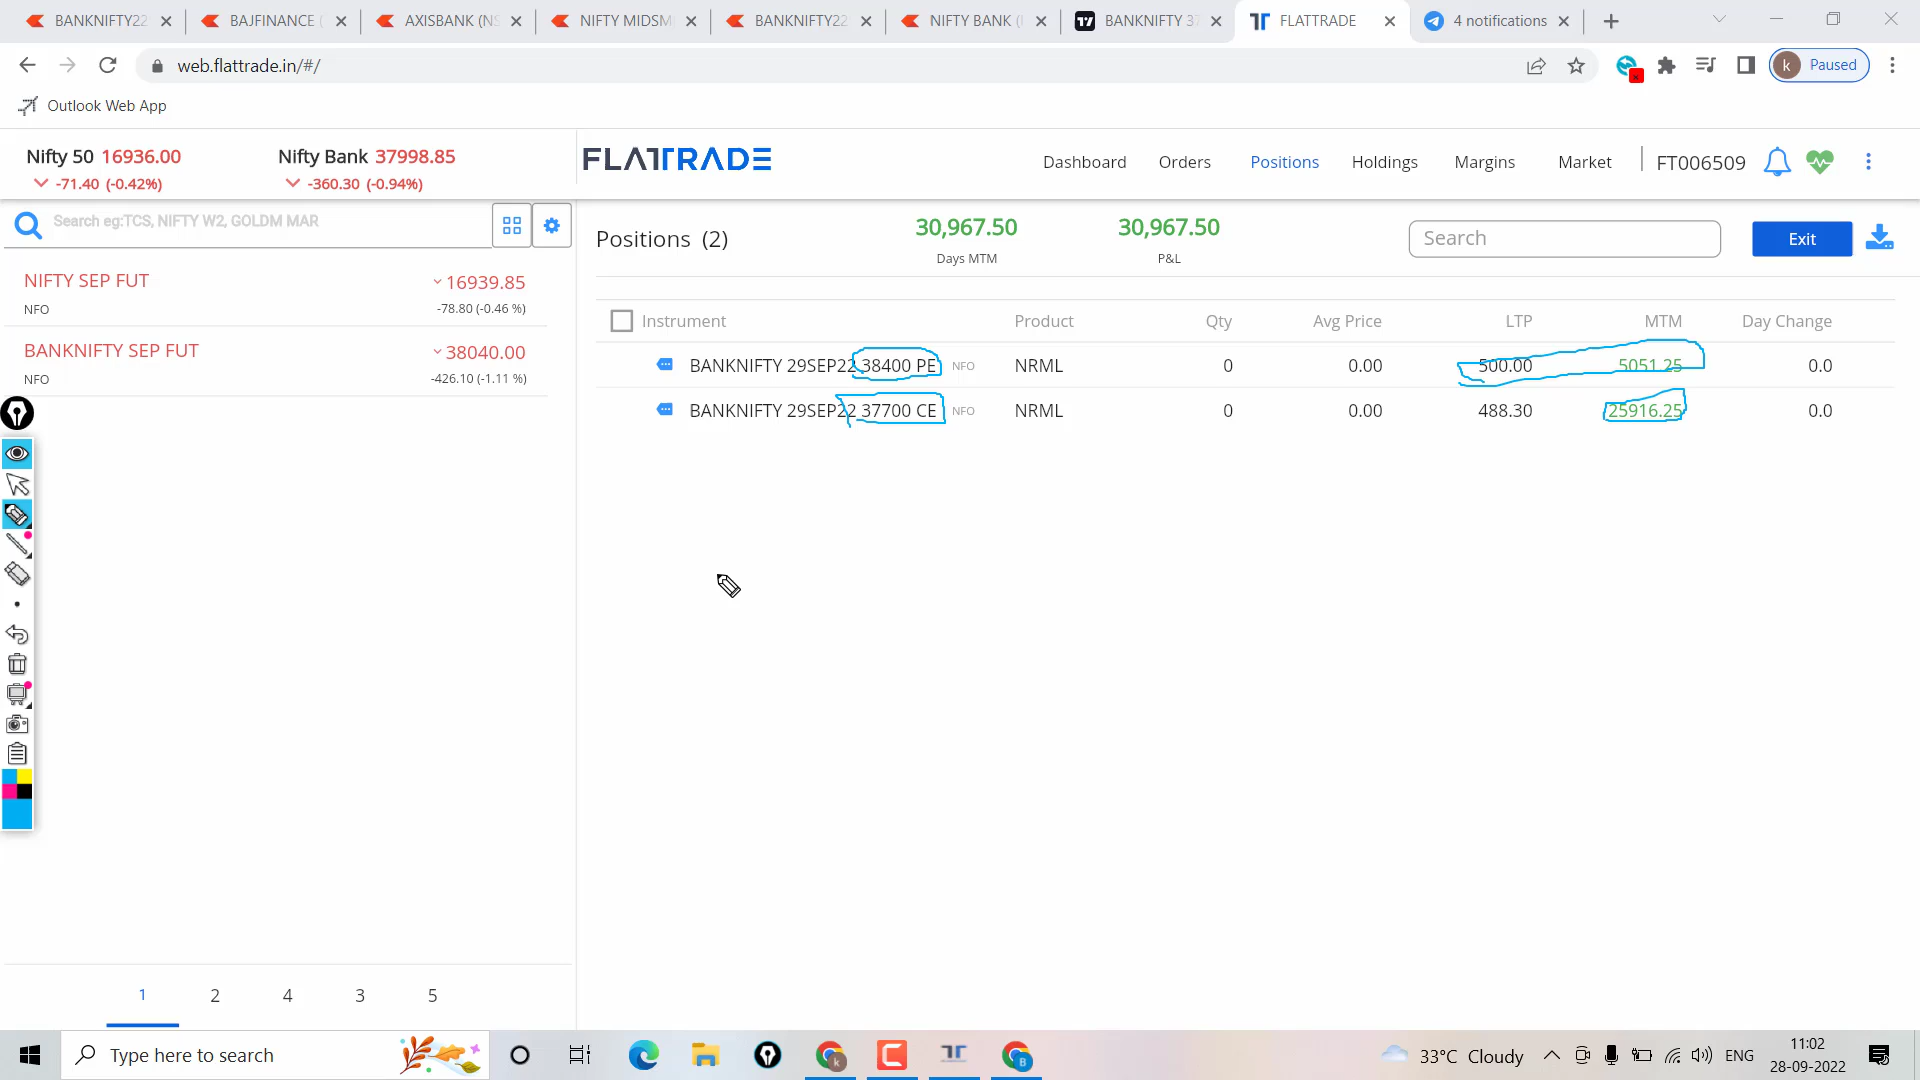 BANKNIFTY22
BAJFINANCE (
AXISBANK (NS
NIFTY MIDSM
BANKNIFTY22
NIFTY BANK (
BANKNIFTY 37
FLATTRADE
4 notifications
web.flattrade.in/#/
k Paused
Outlook Web App
Nifty 50 16936.00
-71.40 (-0.42%)
Nifty Bank 37998.85
-360.30 (-0.94%)
FLATTRADE
Dashboard Orders Positions Holdings Margins Market FT006509
Search eg:TCS, NIFTY W2, GOLDM MAR
NIFTY SEP FUT 16939.85
NFO -78.80 (-0.46 %)
BANKNIFTY SEP FUT 38040.00
NFO -426.10 (-1.11 %)
1 2 4 3 5
Positions (2)
30,967.50
Days MTM
30,967.50
P&L
Search
Exit
Instrument Product Qty Avg Price LTP MTM Day Change
BANKNIFTY 29SEP22 38400 PE NFO NRML 0 0.00 500.00 5051.25 0.0
BANKNIFTY 29SEP22 37700 CE NFO NRML 0 0.00 488.30 25916.25 0.0
Type here to search
33°C Cloudy
ENG
11:02
28-09-2022